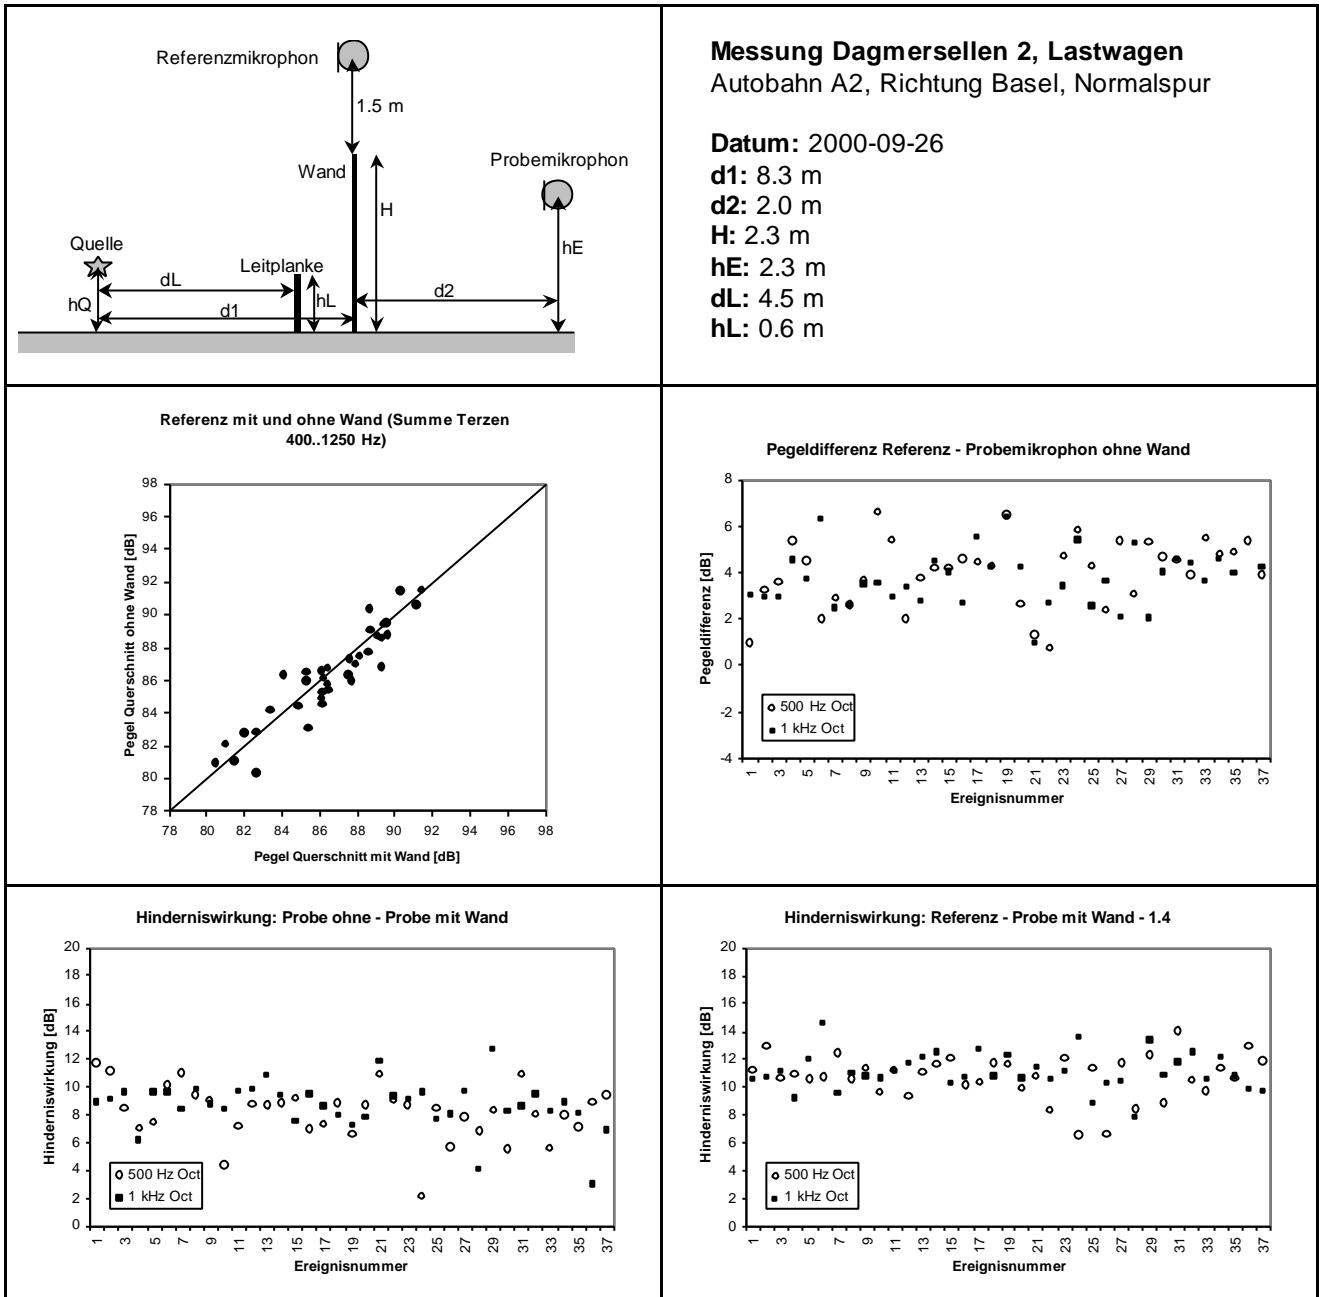 Referenzmikrophon
1.5 m
Wand
Probemikrophon
H
hE
Quelle
Leitplanke
dL
hQ
hL
d1
d2
Messung Dagmersellen 2, Lastwagen
Autobahn A2, Richtung Basel, Normalspur
Datum: 2000-09-26
d1: 8.3 m
d2: 2.0 m
H: 2.3 m
hE: 2.3 m
dL: 4.5 m
hL: 0.6 m
Referenz mit und ohne Wand (Summe Terzen
400..1250 Hz)
Pegel Querschnitt ohne Wand [dB]
98
96
94
92
90
88
86
84
82
80
78
78 80 82 84 86 88 90 92 94 96 98
Pegel Querschnitt mit Wand [dB]
Pegeldifferenz Referenz - Probemikrophon ohne Wand
Pegeldifferenz [dB]
8
6
4
2
0
-2
-4
500 Hz Oct
1 kHz Oct
1 3 5 7 9 11 13 15 17 19 21 23 25 27 29 31 33 35 37
Ereignisnummer
Hinderniswirkung: Probe ohne - Probe mit Wand
Hinderniswirkung [dB]
20
18
16
14
12
10
8
6
4
2
0
500 Hz Oct
1 kHz Oct
1 3 5 7 9 11 13 15 17 19 21 23 25 27 29 31 33 35 37
Ereignisnummer
Hinderniswirkung: Referenz - Probe mit Wand - 1.4
Hinderniswirkung [dB]
20
18
16
14
12
10
8
6
4
2
0
500 Hz Oct
1 kHz Oct
1 3 5 7 9 11 13 15 17 19 21 23 25 27 29 31 33 35 37
Ereignisnummer